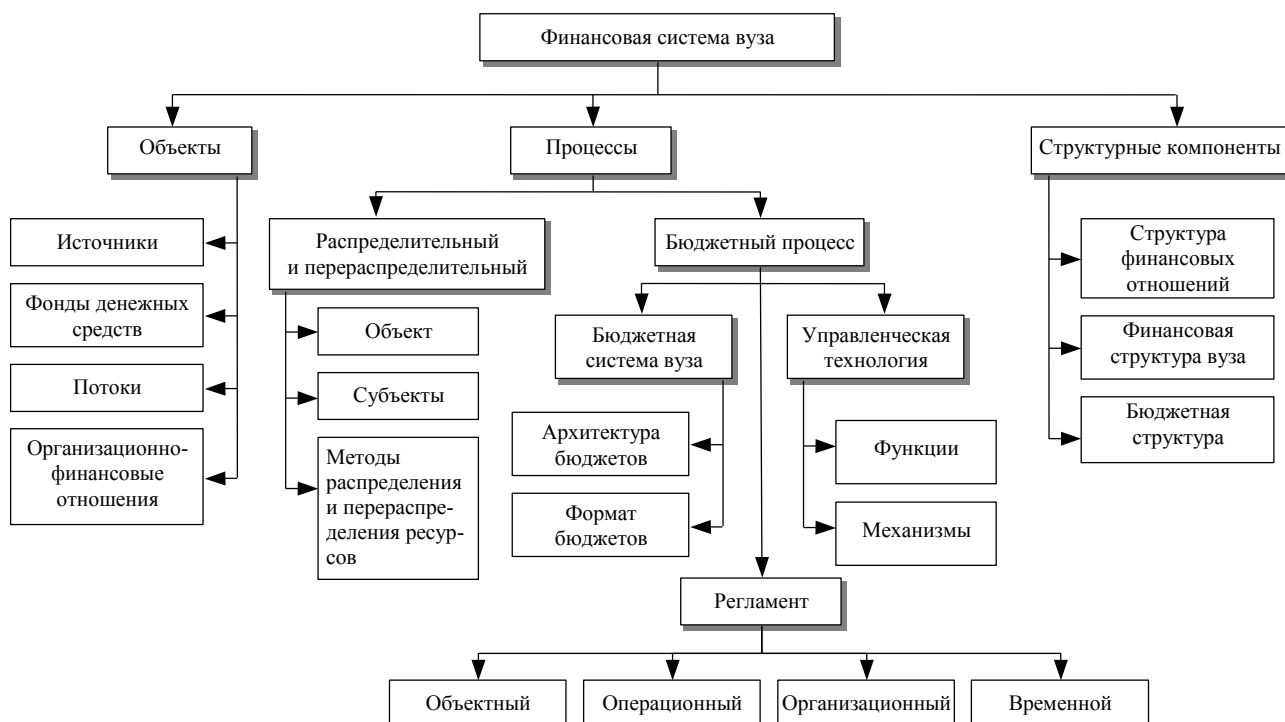 Финансовая система вуза
Объекты
Процессы
Структурные компоненты
Источники
Фонды денежных
средств
Потоки
Организационно-
финансовые
отношения
Распределительный
и перераспределительный
Объект
Субъекты
Методы
распределения
и перераспре-
деления ресур-
сов
Бюджетный процесс
Бюджетная
система вуза
Архитектура
бюджетов
Формат
бюджетов
Управленческая
технология
Функции
Механизмы
Регламент
Объектный
Операционный
Организационный
Временной
Структура
финансовых
отношений
Финансовая
структура вуза
Бюджетная
структура